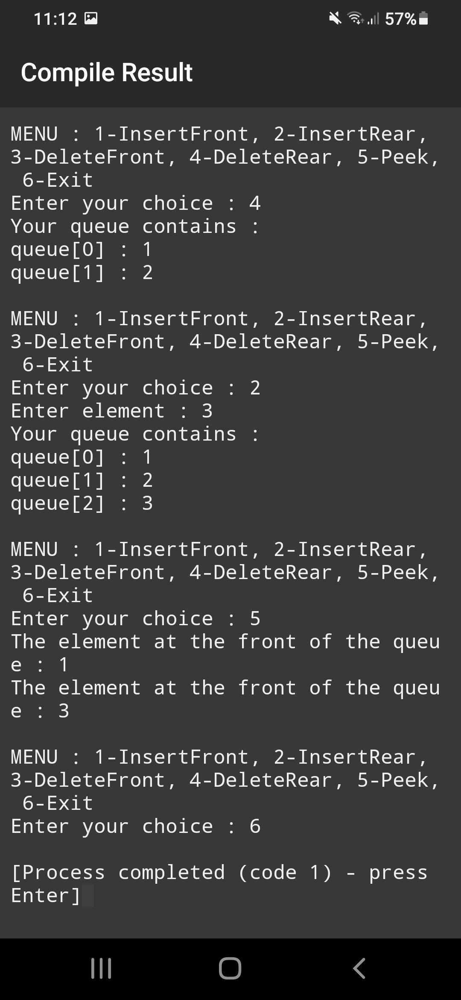 11:12 57%
Compile Result
MENU : 1-InsertFront, 2-InsertRear,
3-DeleteFront, 4-DeleteRear, 5-Peek,
 6-Exit
Enter your choice : 4
Your queue contains :
queue[0] : 1
queue[1] : 2

MENU : 1-InsertFront, 2-InsertRear,
3-DeleteFront, 4-DeleteRear, 5-Peek,
 6-Exit
Enter your choice : 2
Enter element : 3
Your queue contains :
queue[0] : 1
queue[1] : 2
queue[2] : 3

MENU : 1-InsertFront, 2-InsertRear,
3-DeleteFront, 4-DeleteRear, 5-Peek,
 6-Exit
Enter your choice : 5
The element at the front of the queu
e : 1
The element at the front of the queu
e : 3

MENU : 1-InsertFront, 2-InsertRear,
3-DeleteFront, 4-DeleteRear, 5-Peek,
 6-Exit
Enter your choice : 6

[Process completed (code 1) - press
Enter]